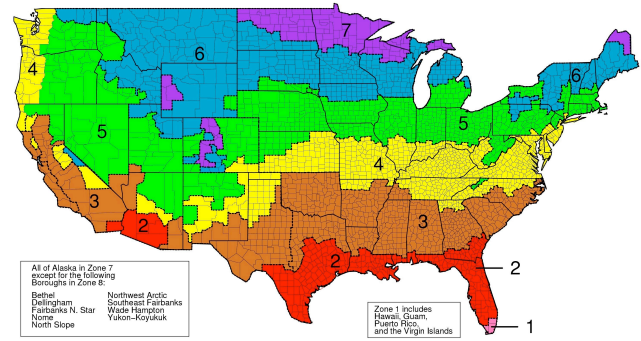 7
6
6
4
5
5
4
3
3
2
2
2
1
All of Alaska in Zone 7
except for the following
Boroughs in Zone 8:
Bethel Northwest Arctic
Dellingham Southeast Fairbanks
Fairbanks N. Star Wade Hampton
Nome Yukon-Koyukuk
North Slope
Zone 1 includes
Hawaii, Guam,
Puerto Rico,
and the Virgin Islands